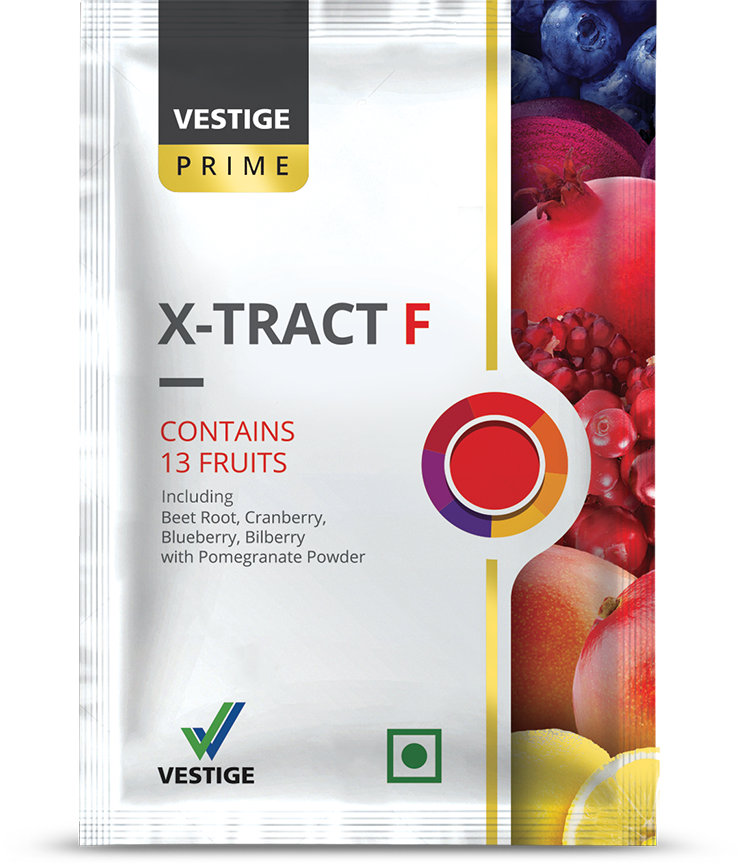 VESTIGE
PRIME
X-TRACT F
CONTAINS
13 FRUITS
Including
Beet Root, Cranberry,
Blueberry, Bilberry
with Pomegranate Powder
VESTIGE